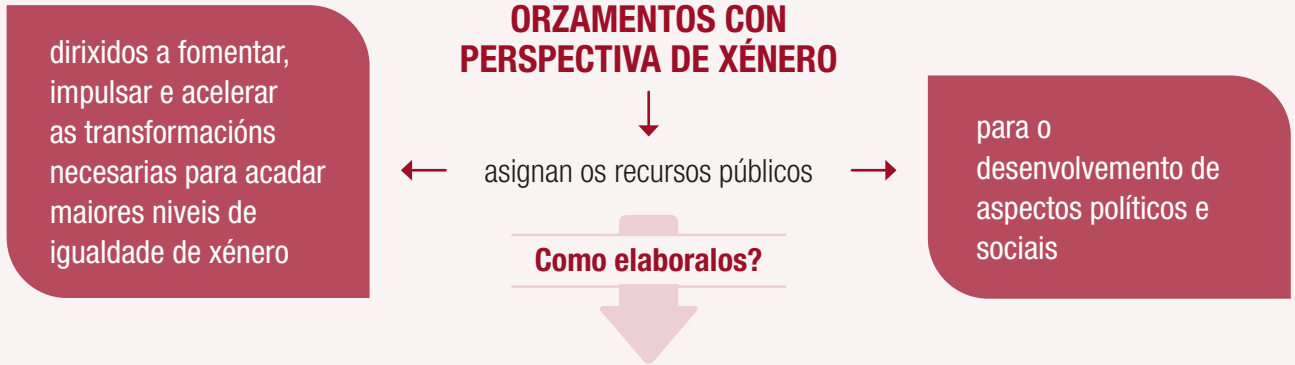 ORZAMENTOS CON
PERSPECTIVA DE XÉNERO
asignan os recursos públicos
dirixidos a fomentar,
impulsar e acelerar
as transformacións
necesarias para acadar
maiores niveis de
igualdade de xénero
para o
desenvolvemento de
aspectos políticos e
sociais
Como elaboralos?